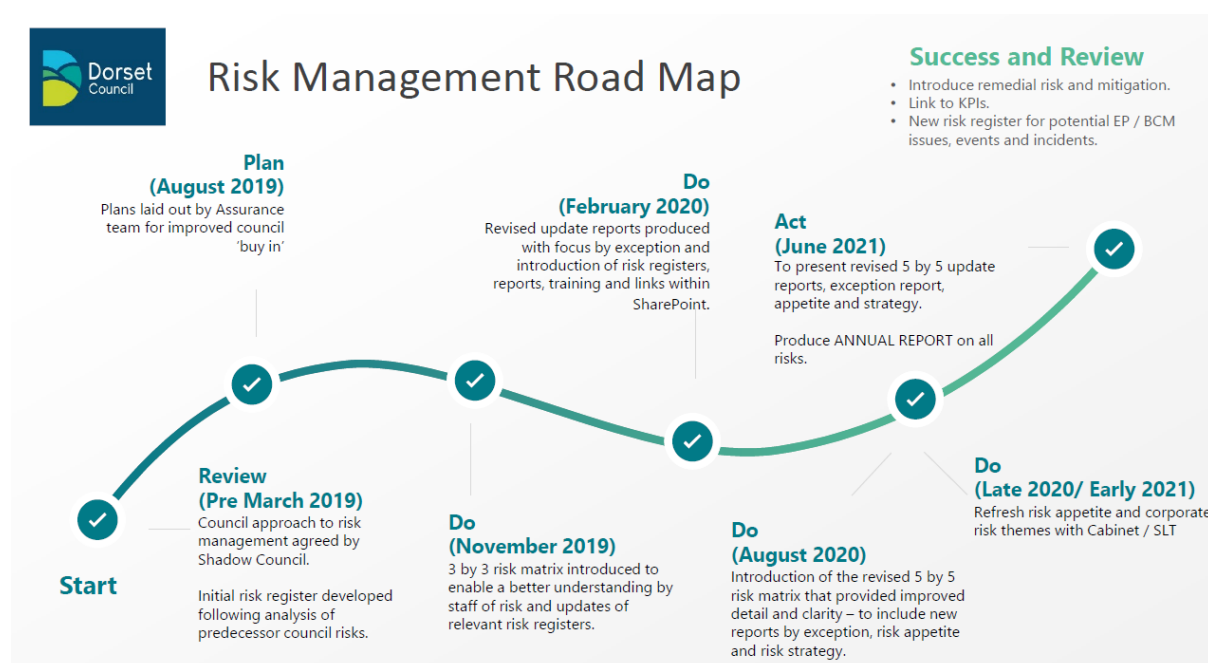 Dorset
Council
Risk Management Road Map
Success and Review
• Introduce remedial risk and mitigation.
• Link to KPIs.
• New risk register for potential EP / BCM
issues, events and incidents.
Plan
(August 2019)
Plans laid out by Assurance
team for improved council
'buy in'
Do
(February 2020)
Revised update reports produced
with focus by exception and
introduction of risk registers,
reports, training and links within
SharePoint.
Act
(June 2021)
To present revised 5 by 5 update
reports, exception report,
appetite and strategy.
Produce ANNUAL REPORT on all
risks.
Start
Review
(Pre March 2019)
Council approach to risk
management agreed by
Shadow Council.
Initial risk register developed
following analysis of
predecessor council risks.
Do
(November 2019)
3 by 3 risk matrix introduced to
enable a better understanding by
staff of risk and updates of
relevant risk registers.
Do
(August 2020)
Introduction of the revised 5 by 5
risk matrix that provided improved
detail and clarity – to include new
reports by exception, risk appetite
and risk strategy.
Do
(Late 2020/ Early 2021)
Refresh risk appetite and corporate
risk themes with Cabinet / SLT